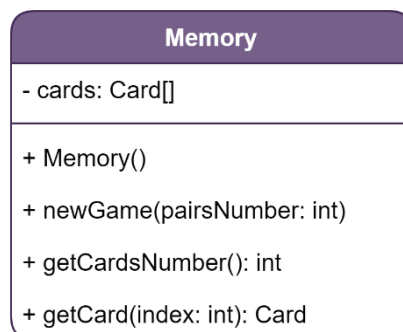 Memory
- cards: Card[]
+ Memory()
+ newGame(pairsNumber: int)
+ getCardsNumber(): int
+ getCard(index: int): Card